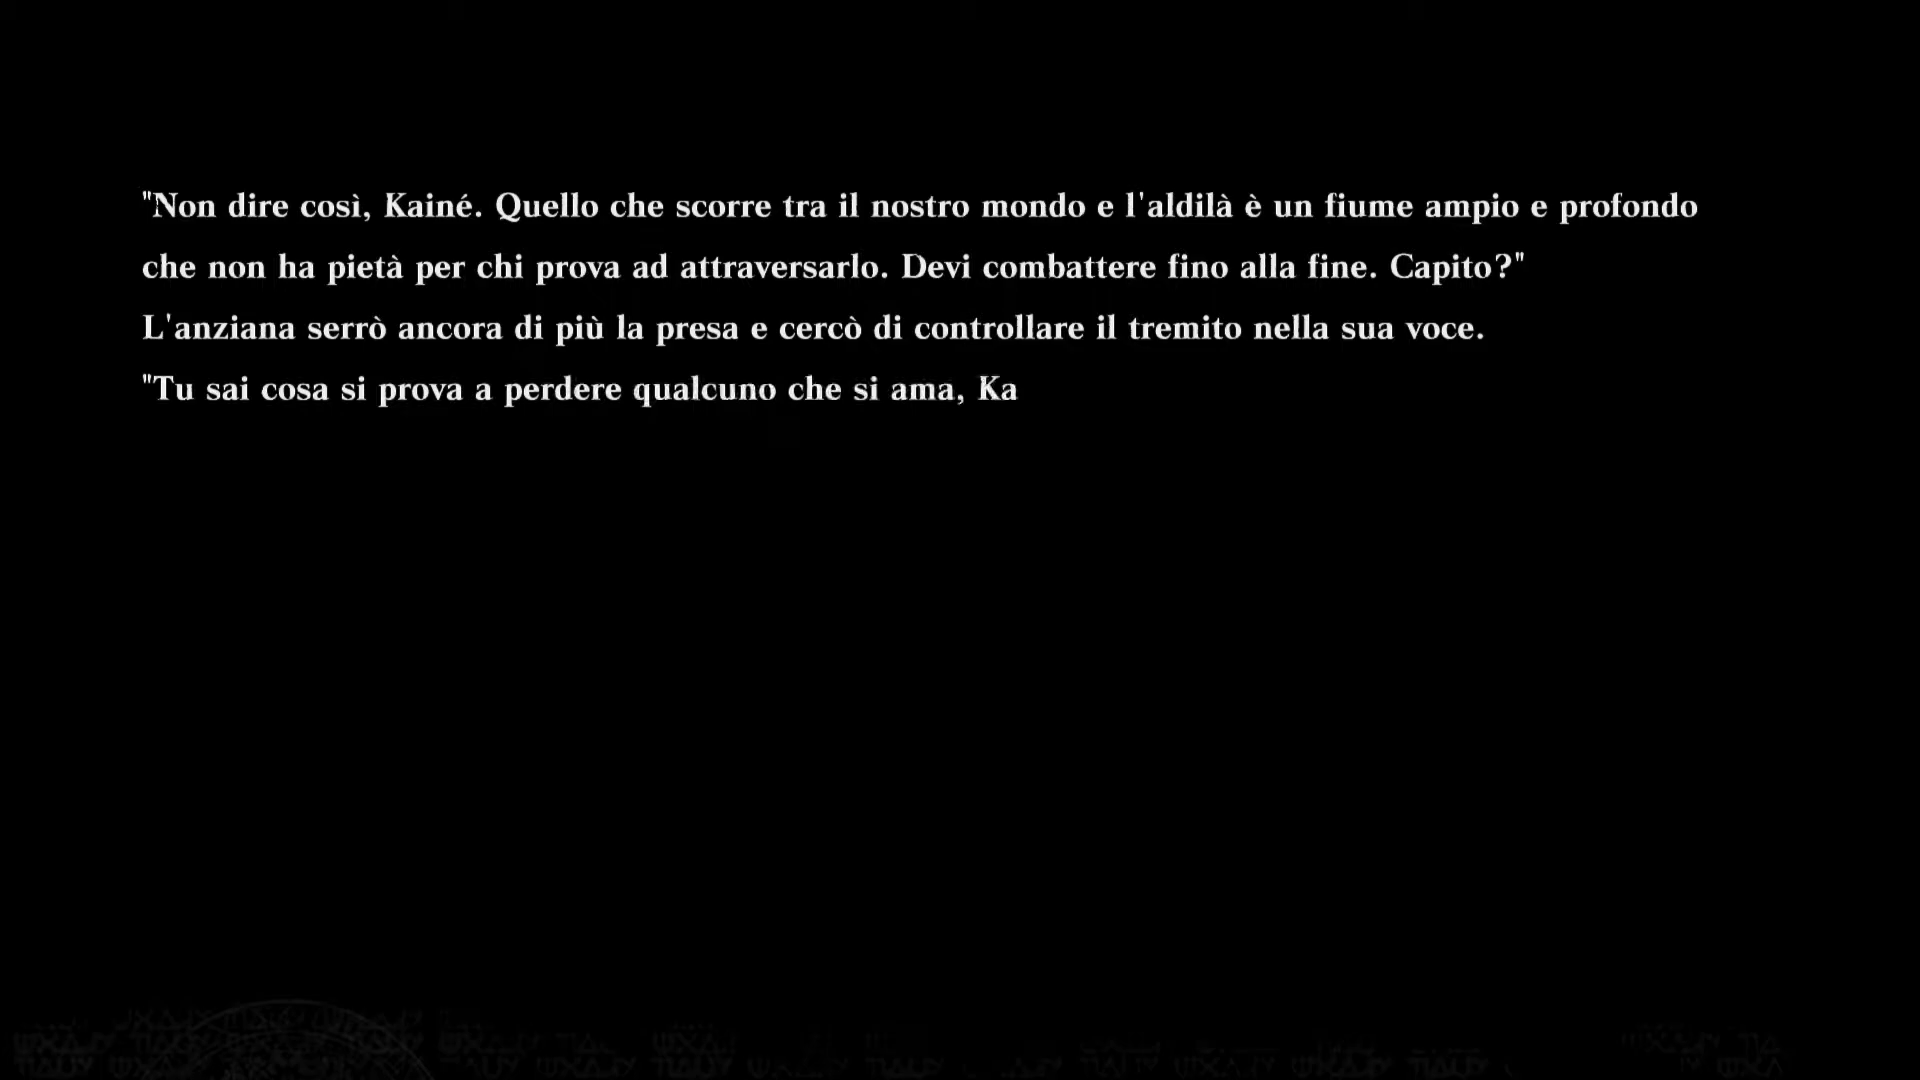 "Non dire così, Kainé. Quello che scorre tra il nostro mondo e l'aldilà è un fiume ampio e profondo
che non ha pietà per chi prova ad attraversarlo. Devi combattere fino alla fine. Capito?"
L'anziana serrò ancora di più la presa e cercò di controllare il tremito nella sua voce.
"Tu sai cosa si prova a perdere qualcuno che si ama, Ka